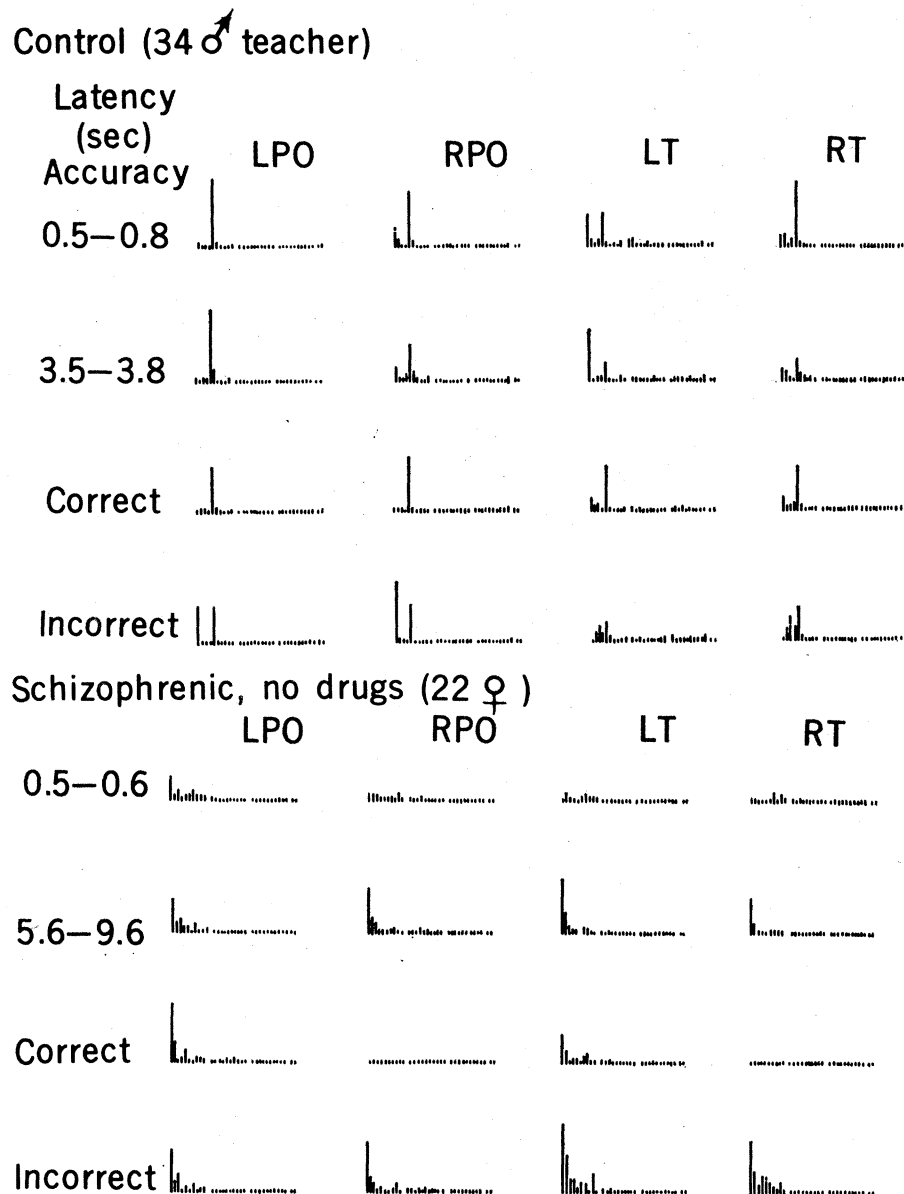 Control (34 ♂ teacher)
Latency
(sec)
Accuracy LPO RPO LT RT
0.5–0.8
3.5–3.8
Correct
Incorrect
Schizophrenic, no drugs (22 ♀ )
LPO RPO LT RT
0.5–0.6
5.6–9.6
Correct
Incorrect